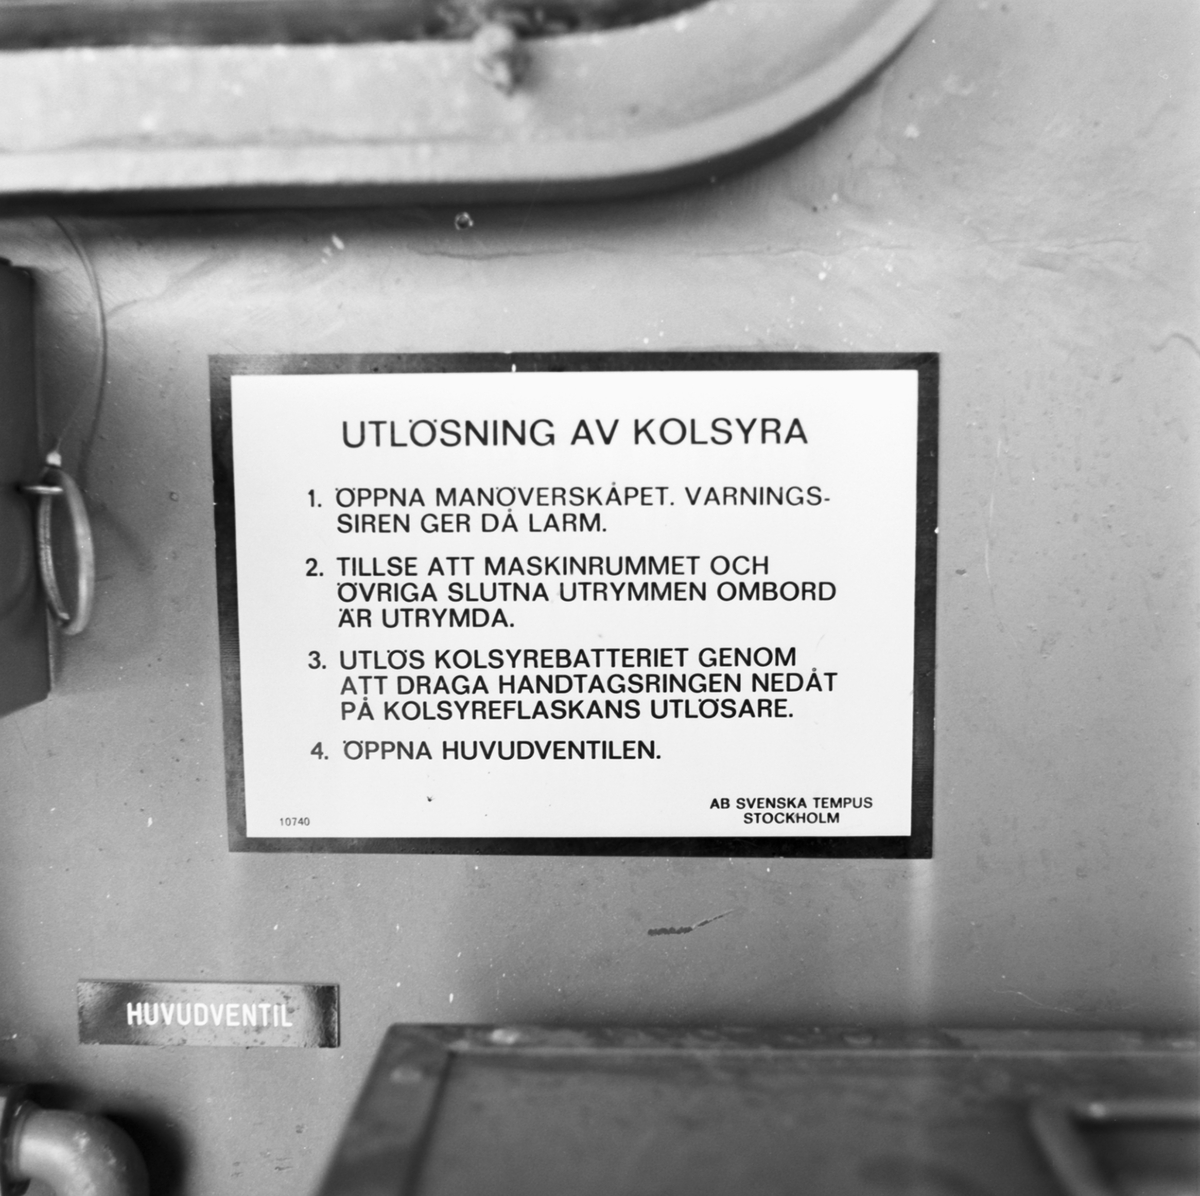 UTLÖSNING AV KOLSYRA
1. ÖPPNA MANÖVERSKÅPET. VARNINGS-
SIREN GER DÅ LARM.
2. TILLSE ATT MASKINRUMMET OCH
ÖVRIGA SLUTNA UTRYMMEN OMBORD
ÄR UTRYMDA.
3. UTLÖS KOLSYREBATTERIET GENOM
ATT DRAGA HANDTAGSRINGEN NEDÅT
PÅ KOLSYREFLASKANS UTLÖSARE.
4. ÖPPNA HUVUDVENTILEN.
AB SVENSKA TEMPUS
STOCKHOLM
10740
HUVUDVENTIL